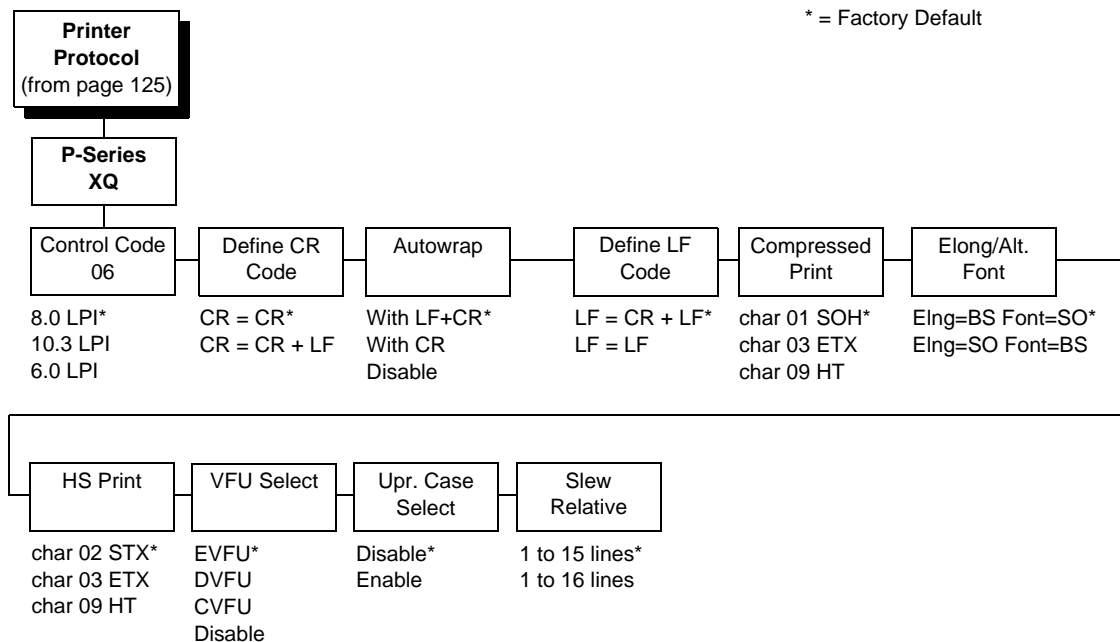 * = Factory Default
Printer
Protocol
(from page 125)
P-Series
XQ
Control Code
06
8.0 LPI*
10.3 LPI
6.0 LPI
Define CR
Code
CR = CR*
CR = CR + LF
Autowrap
With LF+CR*
With CR
Disable
Define LF
Code
LF = CR + LF*
LF = LF
Compressed
Print
char 01 SOH*
char 03 ETX
char 09 HT
Elong/Alt.
Font
Elng=BS Font=SO*
Elng=SO Font=BS
HS Print
char 02 STX*
char 03 ETX
char 09 HT
VFU Select
EVFU*
DVFU
CVFU
Disable
Upr. Case
Select
Disable*
Enable
Slew
Relative
1 to 15 lines*
1 to 16 lines